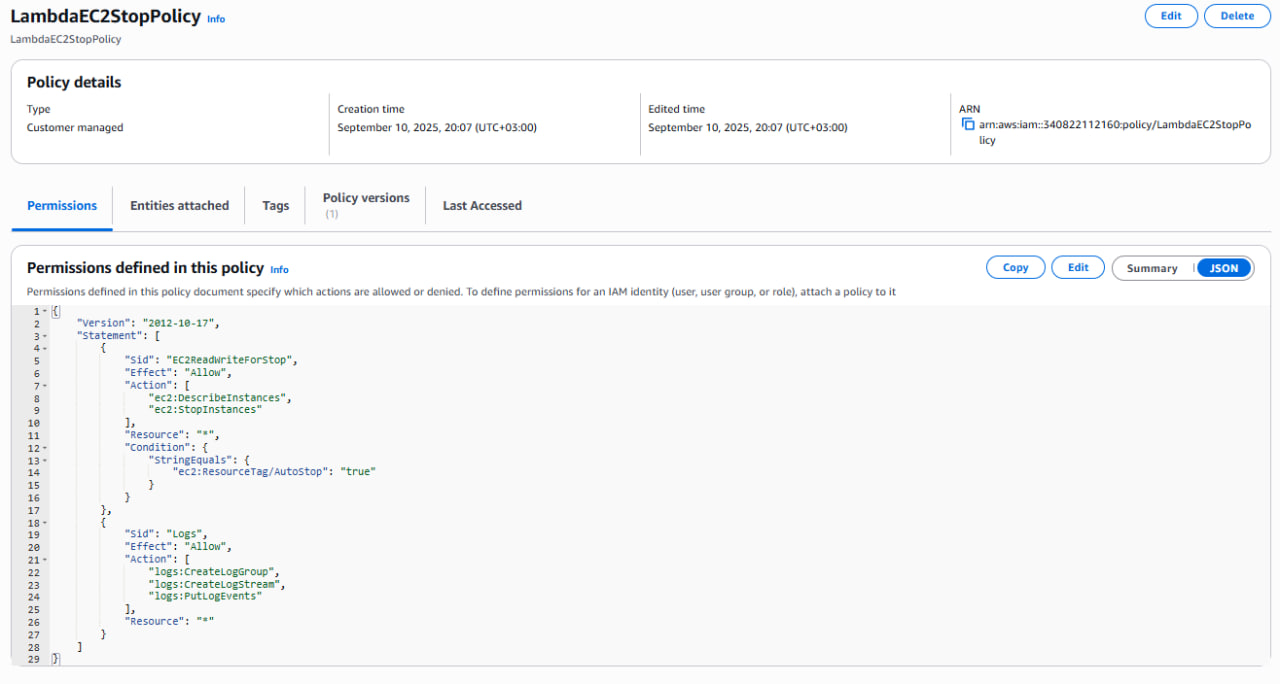 LambdaEC2StopPolicy Info
Edit
Delete
LambdaEC2StopPolicy
Policy details
Type
Customer managed
Creation time
September 10, 2025, 20:07 (UTC+03:00)
Edited time
September 10, 2025, 20:07 (UTC+03:00)
ARN
arn:aws:iam::340822112160:policy/LambdaEC2StopPo
licy
Permissions
Entities attached
Tags
Policy versions
(1)
Last Accessed
Permissions defined in this policy Info
Copy
Edit
Summary
JSON
Permissions defined in this policy document specify which actions are allowed or denied. To define permissions for an IAM identity (user, user group, or role), attach a policy to it
1 {
2     "Version": "2012-10-17",
3     "Statement": [
4         {
5             "Sid": "EC2ReadWriteForStop",
6             "Effect": "Allow",
7             "Action": [
8                 "ec2:DescribeInstances",
9                 "ec2:StopInstances"
10             ],
11             "Resource": "*",
12             "Condition": {
13                 "StringEquals": {
14                     "ec2:ResourceTag/AutoStop": "true"
15                 }
16             }
17         },
18         {
19             "Sid": "Logs",
20             "Effect": "Allow",
21             "Action": [
22                 "logs:CreateLogGroup",
23                 "logs:CreateLogStream",
24                 "logs:PutLogEvents"
25             ],
26             "Resource": "*"
27         }
28     ]
29 }